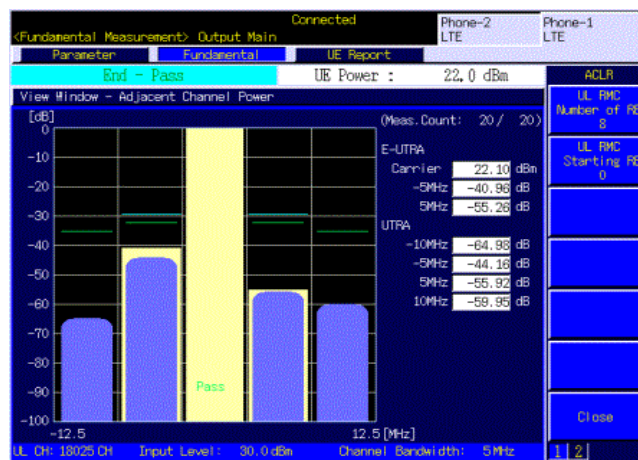 Connected
Phone-2 Phone-1
<Fundamental Measurement> Output Main LTE LTE
Parameter Fundamental UE Report
End - Pass UE Power : 22.0 dBm ACLR
View Window - Adjacent Channel Power
UL RMC
Number of RB
8
[dB] (Meas.Count: 20/ 20)
UL RMC
Starting RB
0
E-UTRA
Carrier 22.10 dBm
-5MHz -40.96 dB
5MHz -55.26 dB
UTRA
-10MHz -64.98 dB
-5MHz -44.16 dB
5MHz -55.92 dB
10MHz -59.95 dB
0
-10
-20
-30
-40
-50
-60
-70
-80
-90
-100
Pass
-12.5 12.5[MHz]
Close
UL CH: 18025 CH Input Level: 30.0 dBm Channel Bandwidth: 5 MHz
1 2